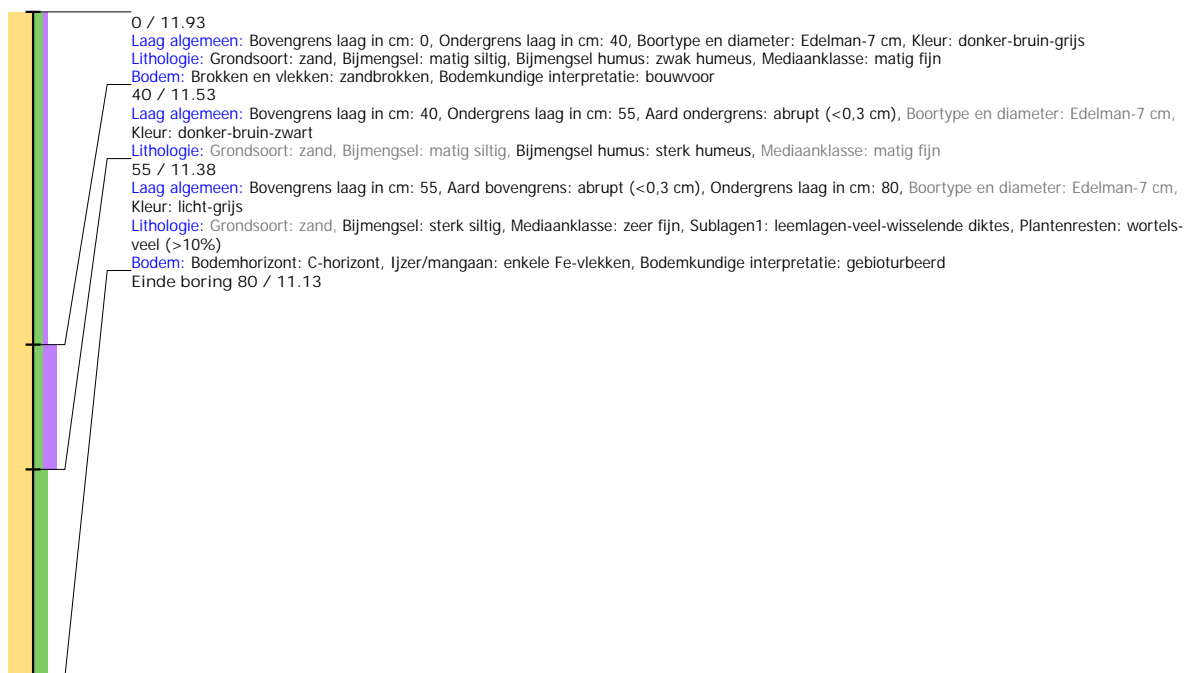 0 / 11.93
Laag algemeen: Bovengrens laag in cm: 0, Ondergrens laag in cm: 40, Boortype en diameter: Edelman-7 cm, Kleur: donker-bruin-grijs
Lithologie: Grondsoort: zand, Bijmengsel: matig siltig, Bijmengsel humus: zwak humeus, Mediaanklasse: matig fijn
Bodem: Brokken en vlekken: zandbrokken, Bodemkundige interpretatie: bouwvoor
40 / 11.53
Laag algemeen: Bovengrens laag in cm: 40, Ondergrens laag in cm: 55, Aard ondergrens: abrupt (<0,3 cm), Boortype en diameter: Edelman-7 cm,
Kleur: donker-bruin-zwart
Lithologie: Grondsoort: zand, Bijmengsel: matig siltig, Bijmengsel humus: sterk humeus, Mediaanklasse: matig fijn
55 / 11.38
Laag algemeen: Bovengrens laag in cm: 55, Aard bovengrens: abrupt (<0,3 cm), Ondergrens laag in cm: 80, Boortype en diameter: Edelman-7 cm,
Kleur: licht-grijs
Lithologie: Grondsoort: zand, Bijmengsel: sterk siltig, Mediaanklasse: zeer fijn, Sublagen1: leemlagen-veel-wisselende diktes, Plantenresten: wortels-
veel (>10%)
Bodem: Bodemhorizont: C-horizont, Ijzer/mangaan: enkele Fe-vlekken, Bodemkundige interpretatie: gebioturbeerd
Einde boring 80 / 11.13